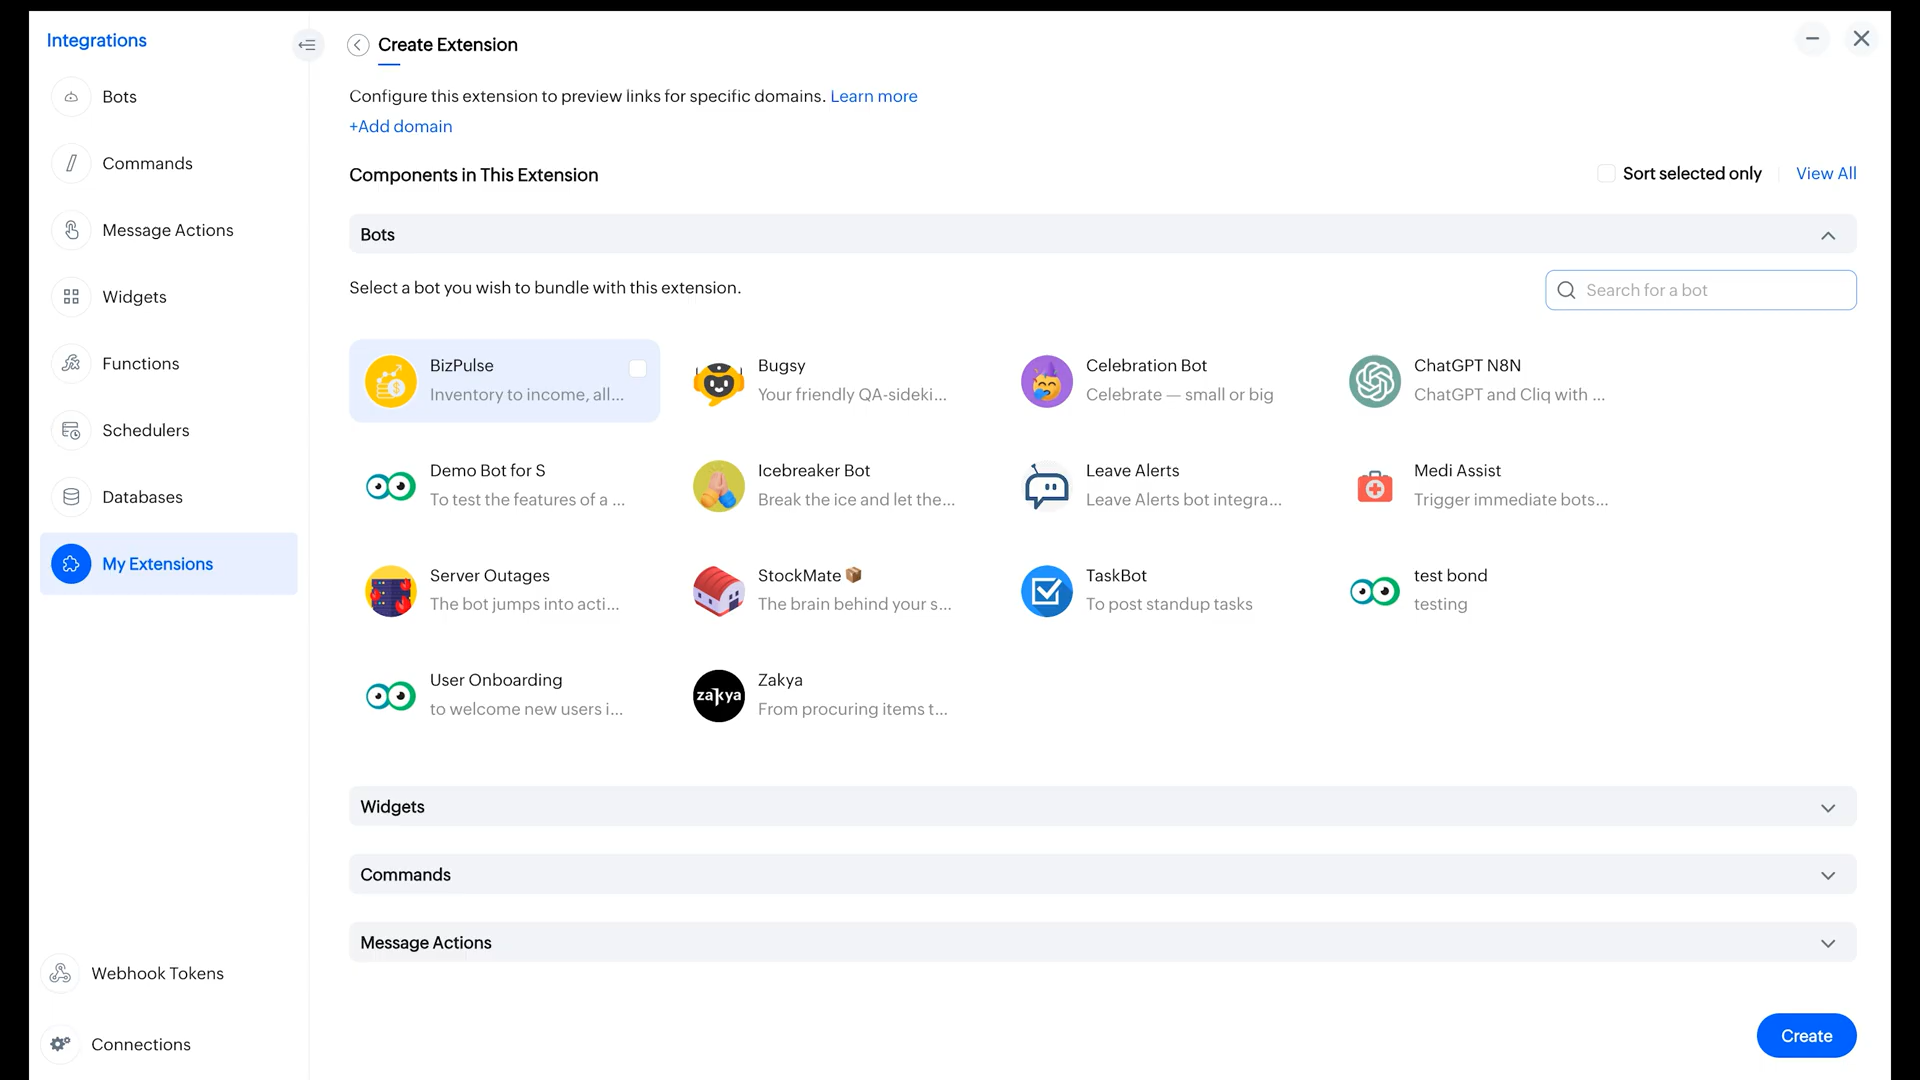 Integrations
Bots
Commands
Message Actions
Widgets
Functions
Schedulers
Databases
My Extensions
Webhook Tokens
Connections
Create Extension
Configure this extension to preview links for specific domains. Learn more
+Add domain
Components in This Extension
Sort selected only
View All
Bots
Select a bot you wish to bundle with this extension.
Search for a bot
BizPulse
Inventory to income, all...
Bugsy
Your friendly QA-sideki...
Celebration Bot
Celebrate — small or big
ChatGPT N8N
ChatGPT and Cliq with ...
Demo Bot for S
To test the features of a ...
Icebreaker Bot
Break the ice and let the...
Leave Alerts
Leave Alerts bot integra...
Medi Assist
Trigger immediate bots...
Server Outages
The bot jumps into acti...
StockMate 📦
The brain behind your s...
TaskBot
To post standup tasks
test bond
testing
User Onboarding
to welcome new users i...
zakya
Zakya
From procuring items t...
Widgets
Commands
Message Actions
Create